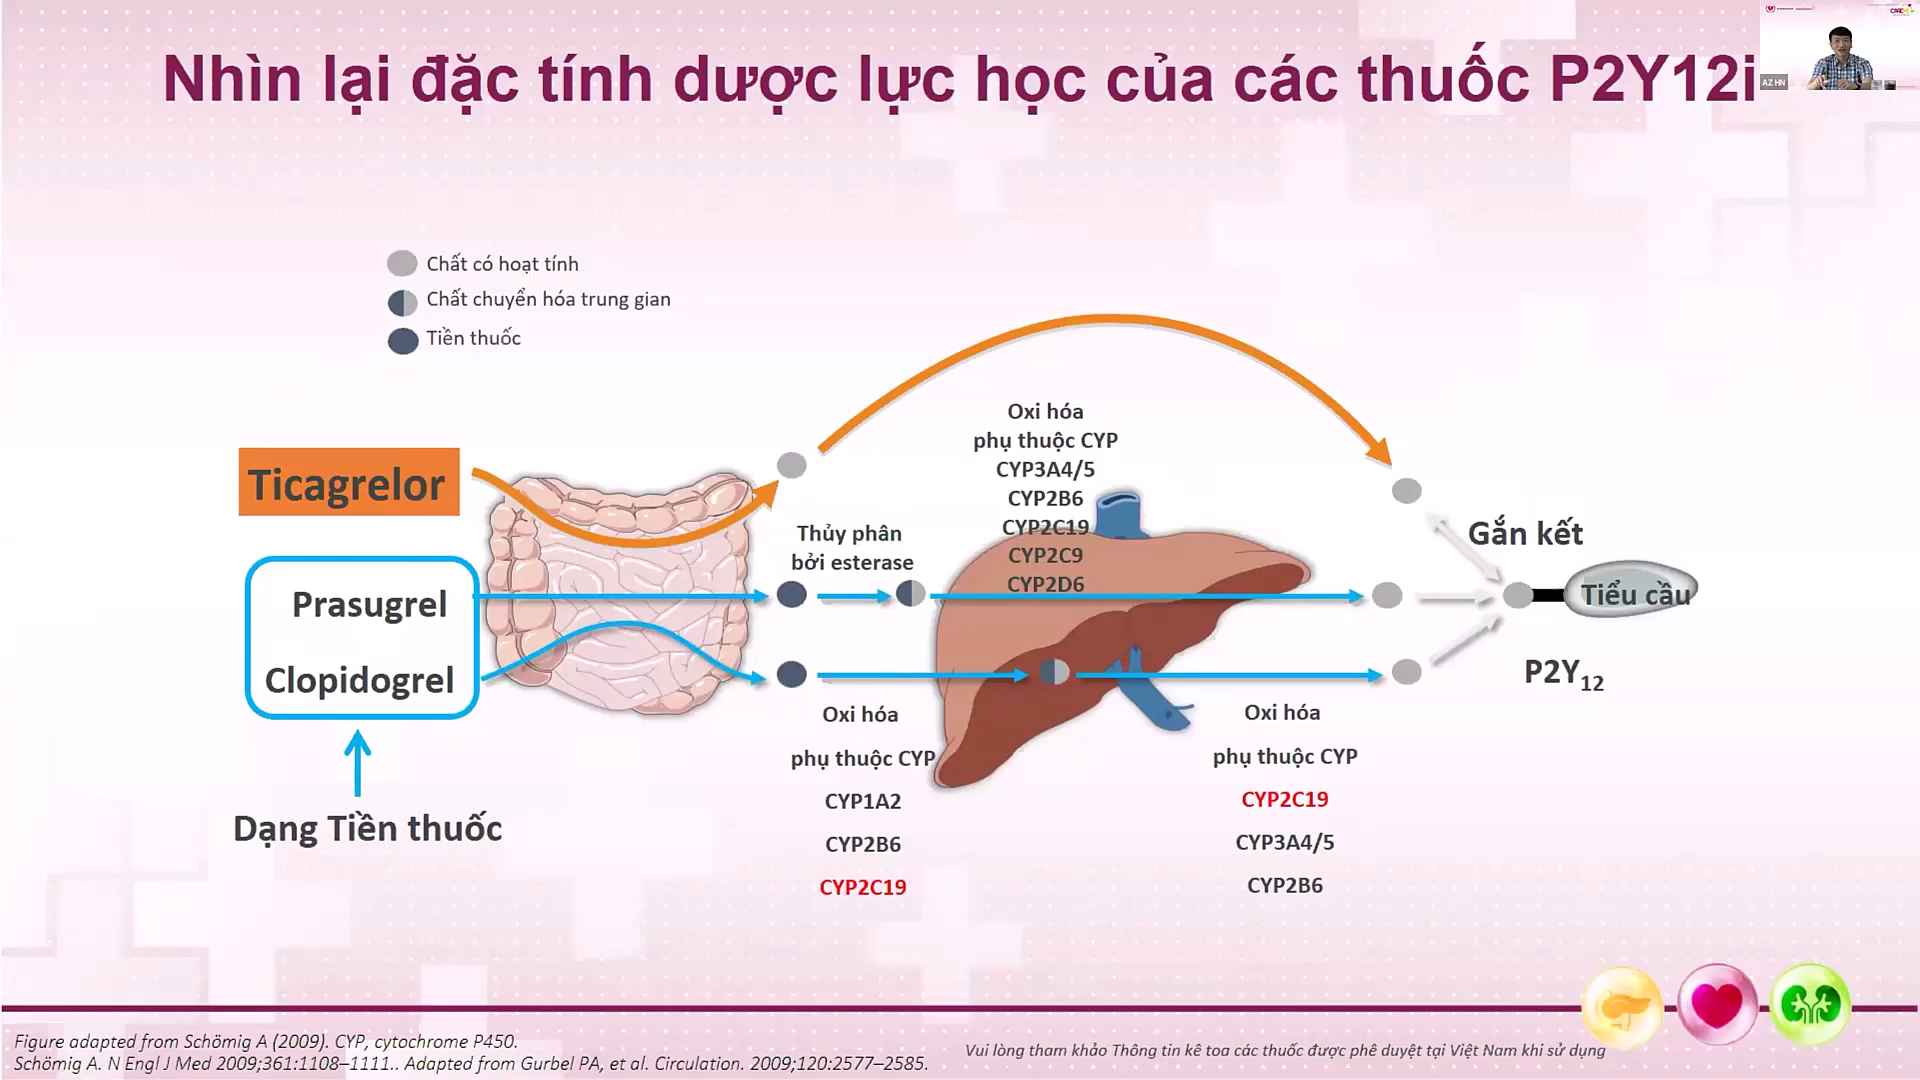 Nhìn lại đặc tính dược lực học của các thuốc P2Y12i
AZ HN
Chất có hoạt tính
Chất chuyển hóa trung gian
Tiền thuốc
Oxi hóa
phụ thuộc CYP
CYP3A4/5
CYP2B6
CYP2C19
CYP2C9
CYP2D6
Ticagrelor
Thủy phân
bởi esterase
Gắn kết
Prasugrel
Tiểu cầu
Clopidogrel
P2Y12
Oxi hóa
phụ thuộc CYP
CYP1A2
CYP2B6
CYP2C19
Oxi hóa
phụ thuộc CYP
CYP2C19
CYP3A4/5
CYP2B6
Dạng Tiền thuốc
Figure adapted from Schömig A (2009). CYP, cytochrome P450.
Schömig A. N Engl J Med 2009;361:1108–1111.. Adapted from Gurbel PA, et al. Circulation. 2009;120:2577–2585.
Vui lòng tham khảo Thông tin kê toa các thuốc được phê duyệt tại Việt Nam khi sử dụng